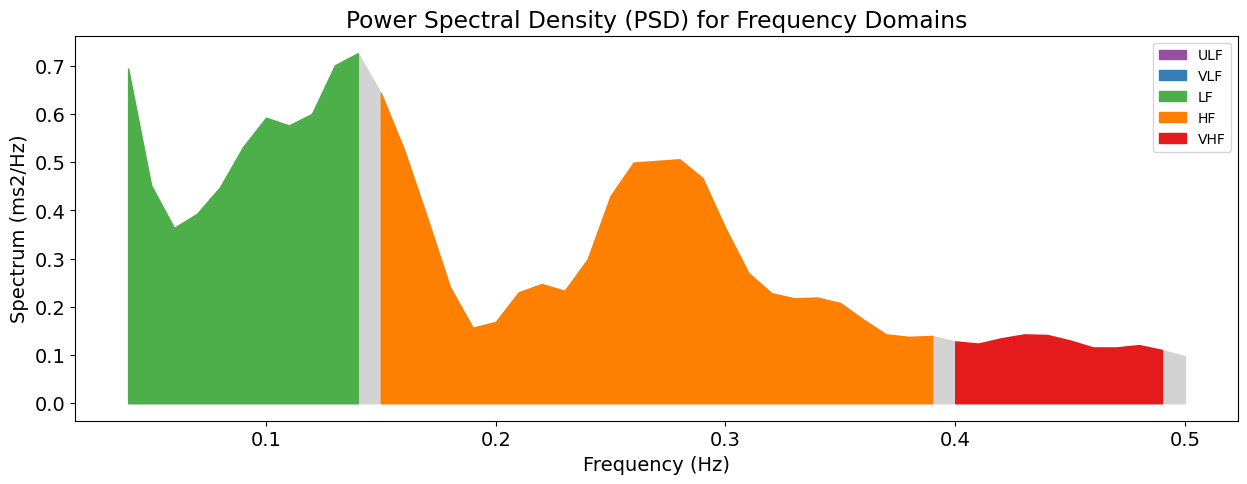 Power Spectral Density (PSD) for Frequency Domains
Spectrum (ms2/Hz)
0.7
0.6
0.5
0.4
0.3
0.2
0.1
0.0
ULF
VLF
LF
HF
VHF
0.1 0.2 0.3 0.4 0.5
Frequency (Hz)